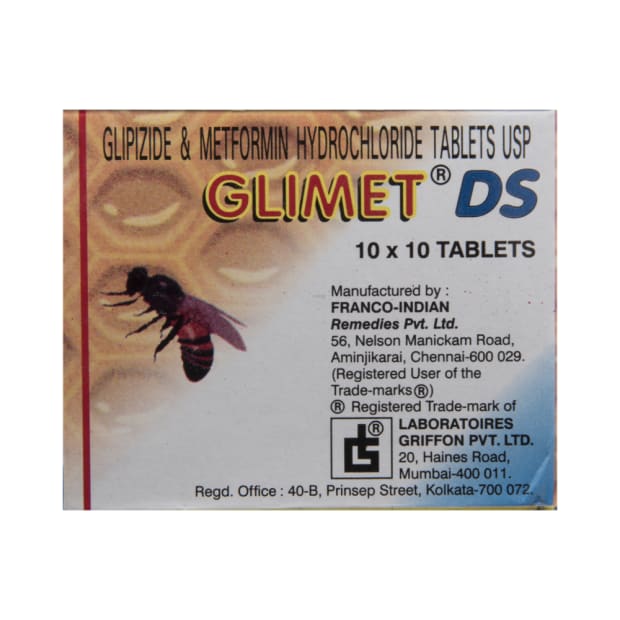 GLIPIZIDE & METFORMIN HYDROCHLORIDE TABLETS USP
GLIMET® DS
10 x 10 TABLETS
Manufactured by :
FRANCO-INDIAN
Remedies Pvt. Ltd.
56, Nelson Manickam Road,
Aminjikarai, Chennai-600 029.
(Registered User of the
Trade-marks ®)
® Registered Trade-mark of
®
LABORATOIRES
GRIFFON PVT. LTD.
20, Haines Road,
Mumbai-400 011.
Regd. Office : 40-B, Prinsep Street, Kolkata-700 072.